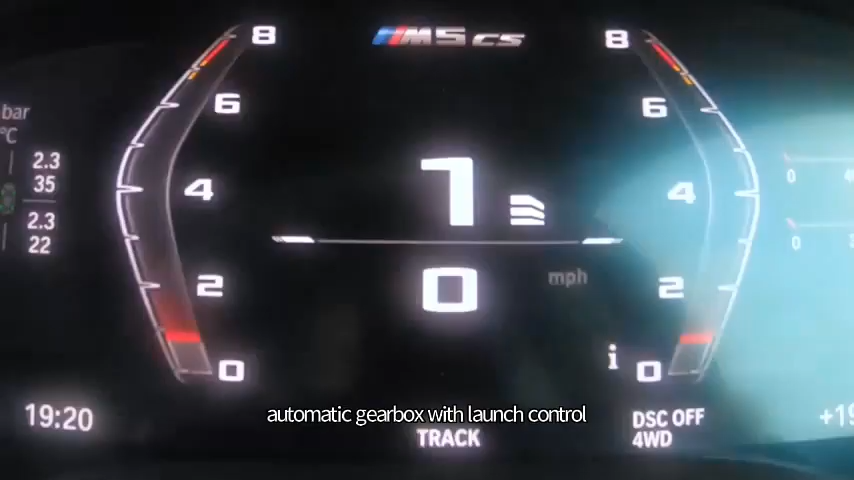 M5 CS
8
8
bar
6
6
°C
2.3
35
4
1
4
0
2.3
22
0
2
0
mph
2
i
0
0
19:20
automatic gearbox with launch control
DSC OFF
TRACK
4WD